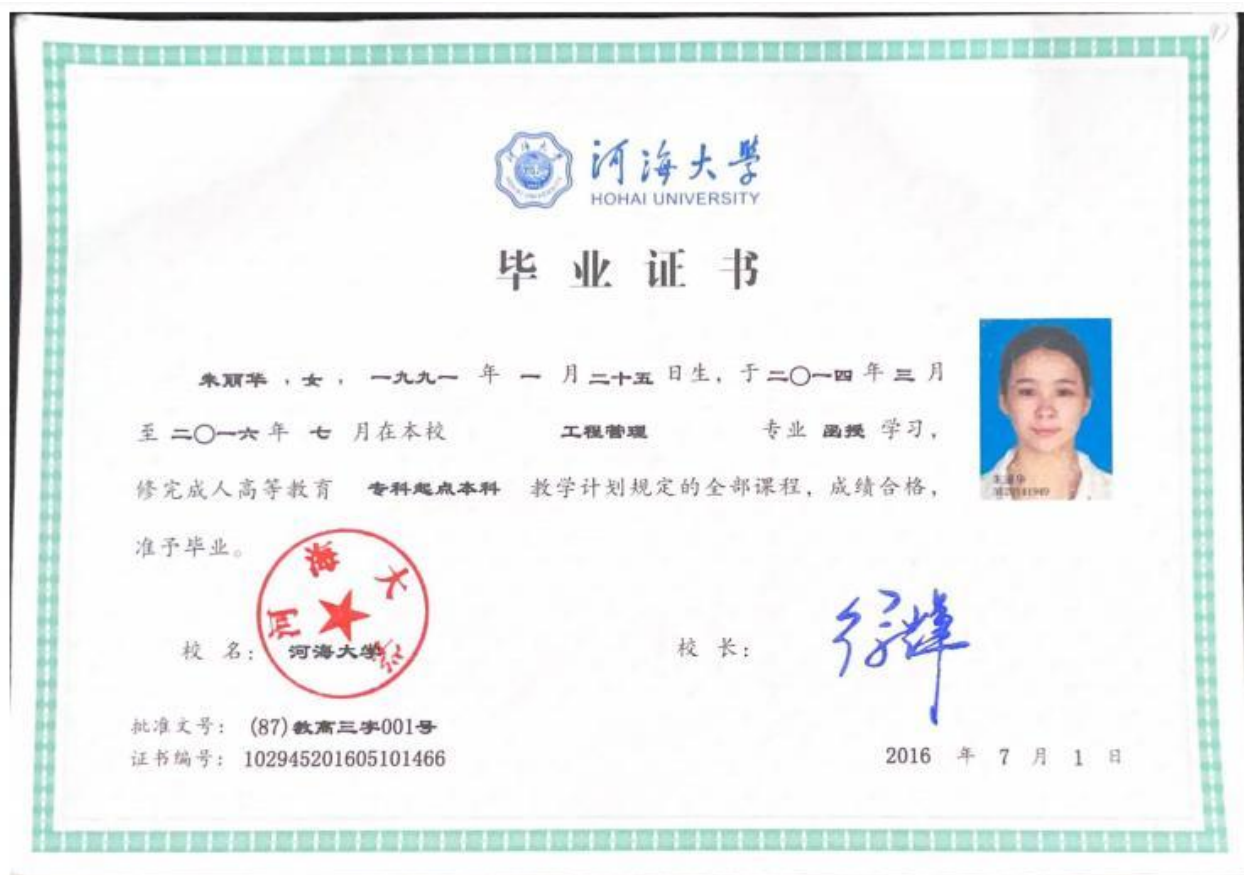 河海大學
HOHAI UNIVERSITY
毕业证书
朱丽华，女，一九九一年一月二十五日生，于二〇一四年三月
至二〇一六年七月在本校 工程管理 专业 函授 学习，
修完成人高等教育 专科起点本科 教学计划规定的全部课程，成绩合格，
准予毕业。
河海大学
校 名： 河海大学
校 长： 徐辉
批准文号： (87)教高三字001号
证书编号： 102945201605101466
2016 年 7 月 1 日